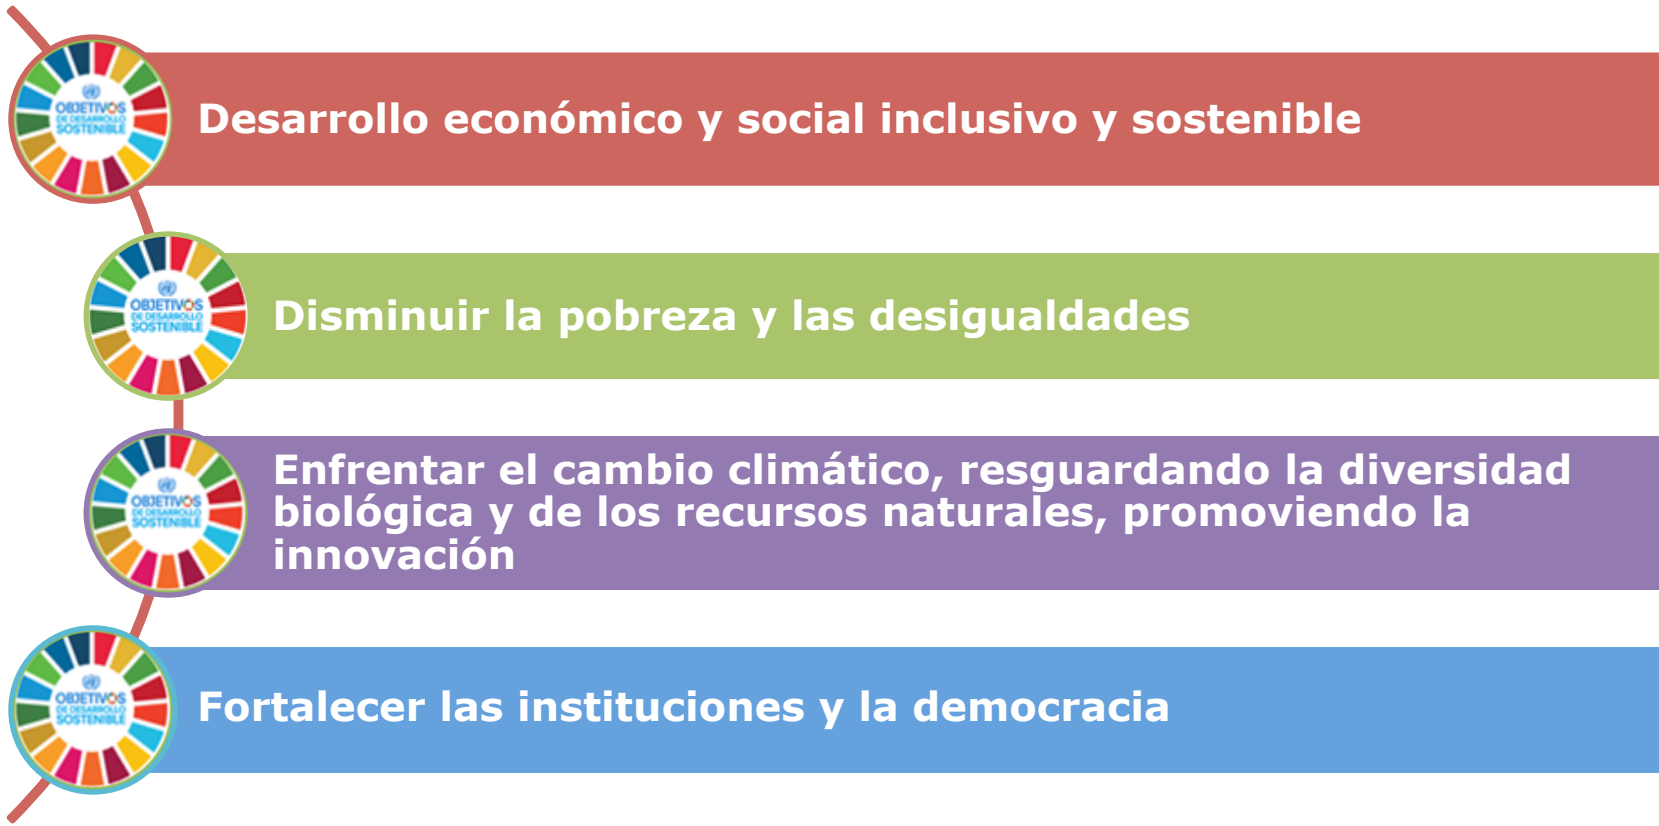 OBJETIVOS
DE DESARROLLO
SOSTENIBLE
Desarrollo económico y social inclusivo y sostenible
OBJETIVOS
DE DESARROLLO
SOSTENIBLE
Disminuir la pobreza y las desigualdades
OBJETIVOS
DE DESARROLLO
SOSTENIBLE
Enfrentar el cambio climático, resguardando la diversidad
biológica y de los recursos naturales, promoviendo la
innovación
OBJETIVOS
DE DESARROLLO
SOSTENIBLE
Fortalecer las instituciones y la democracia